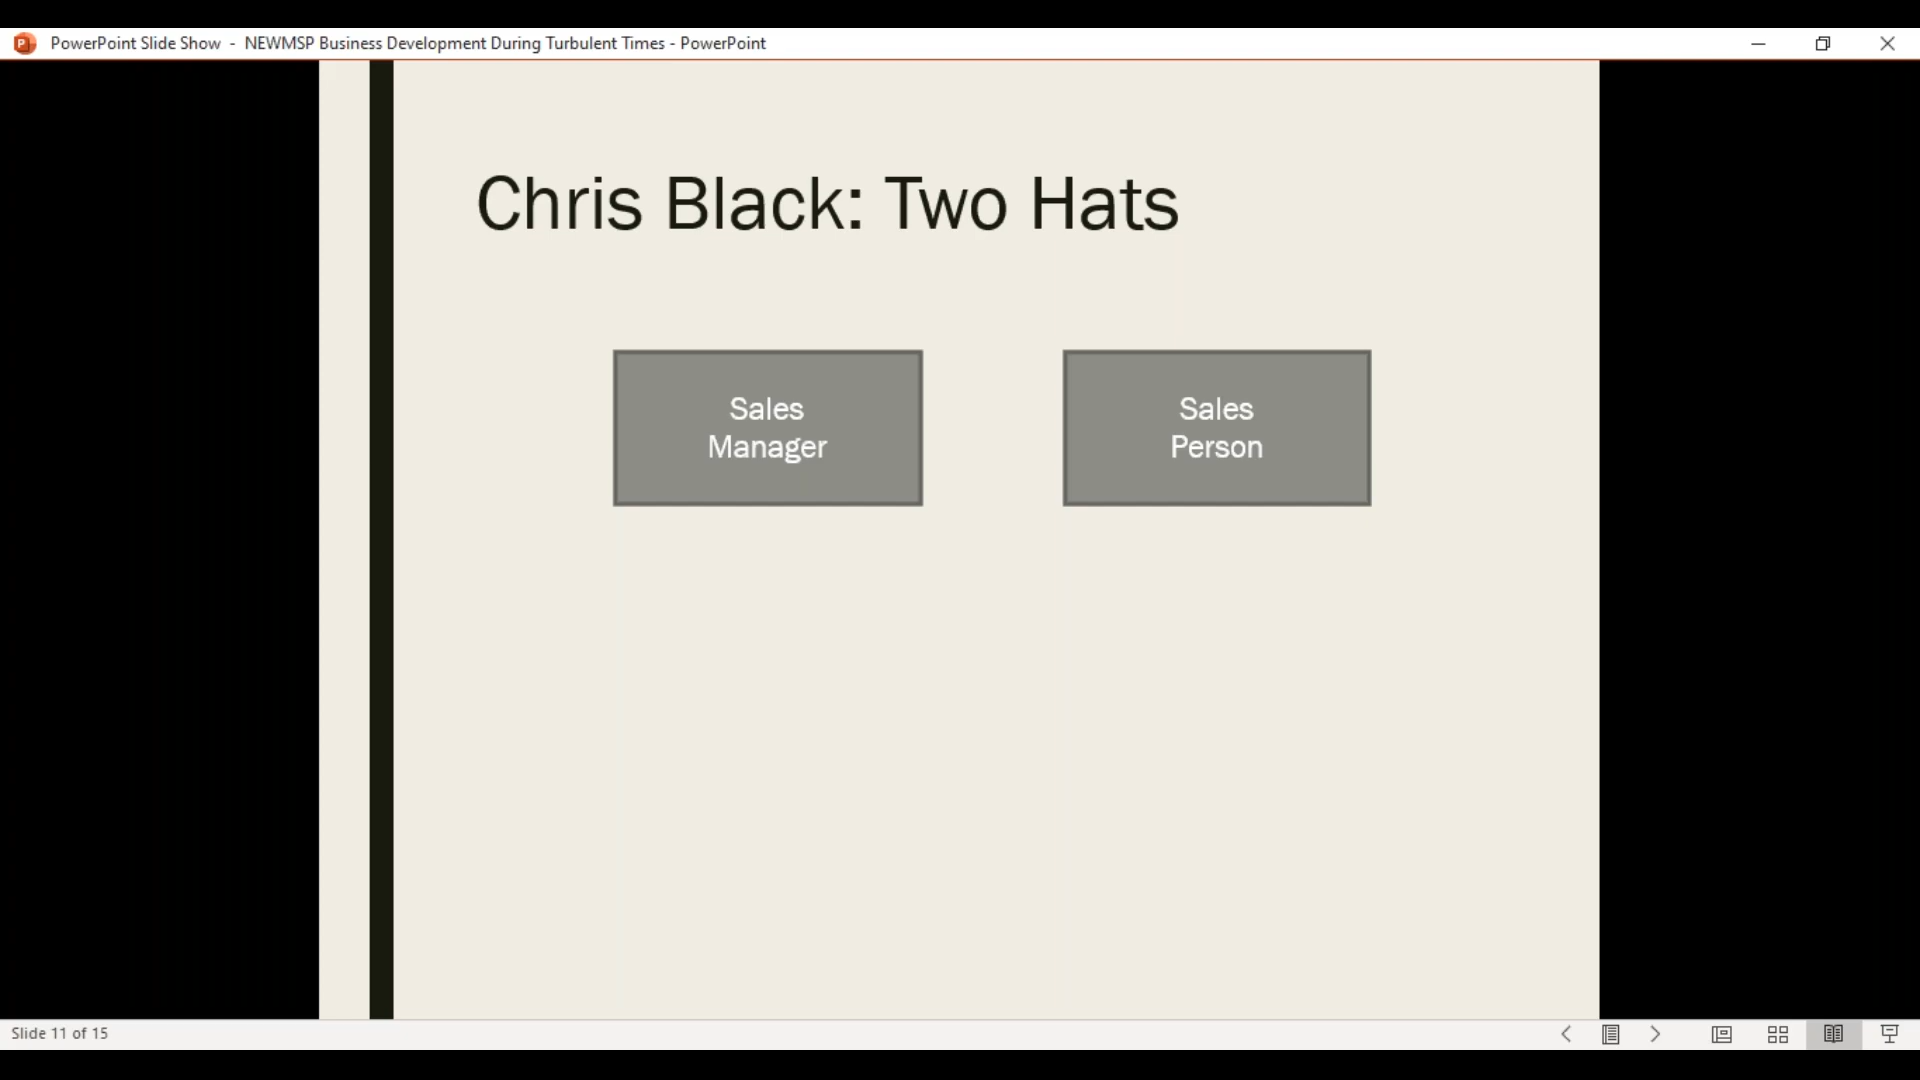 PowerPoint Slide Show - NEWMSP Business Development During Turbulent Times - PowerPoint
Chris Black: Two Hats
Sales
Manager
Sales
Person
Slide 11 of 15